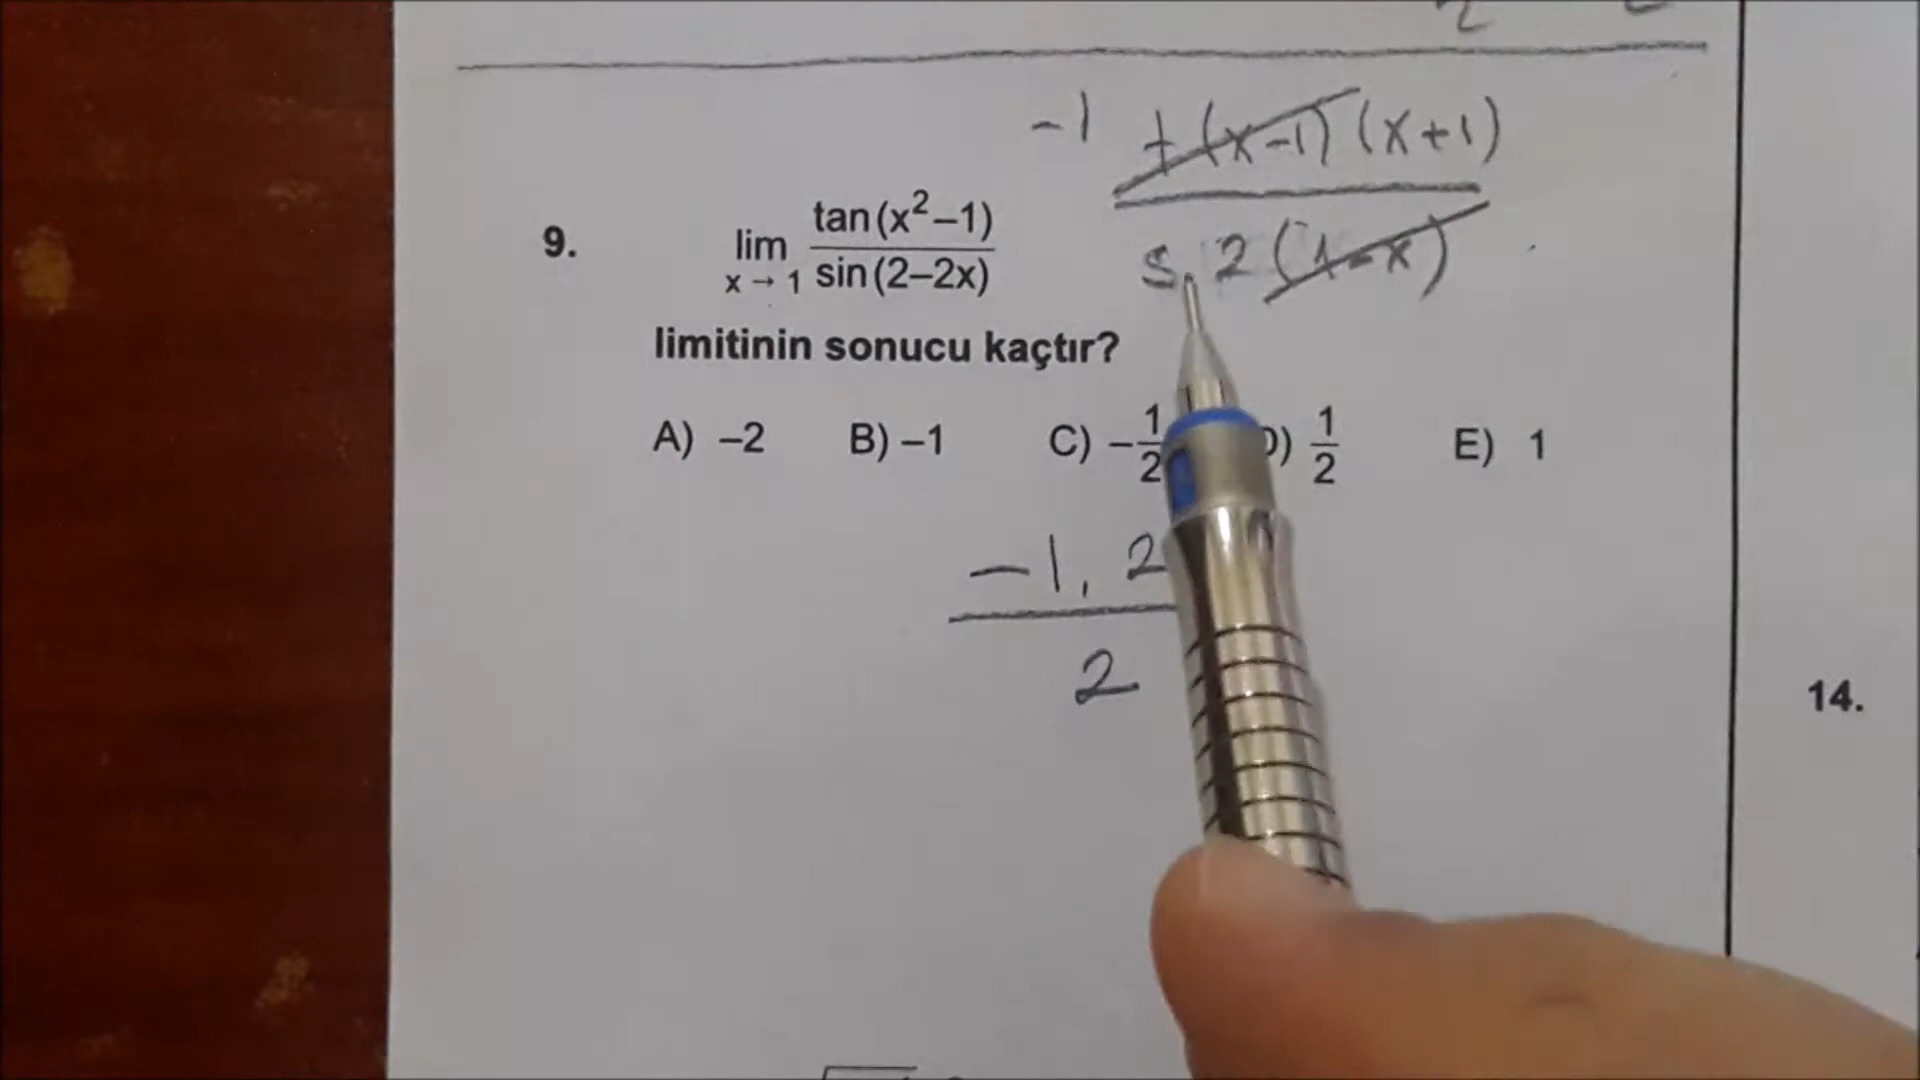 -1 t(x-1)(x+1)
s. 2(1-x)
9. lim x→1 tan(x²–1) / sin(2–2x)
limitinin sonucu kaçtır?
A) –2 B) –1 C) –1/2 D) 1/2 E) 1
-1. 2
2
14.